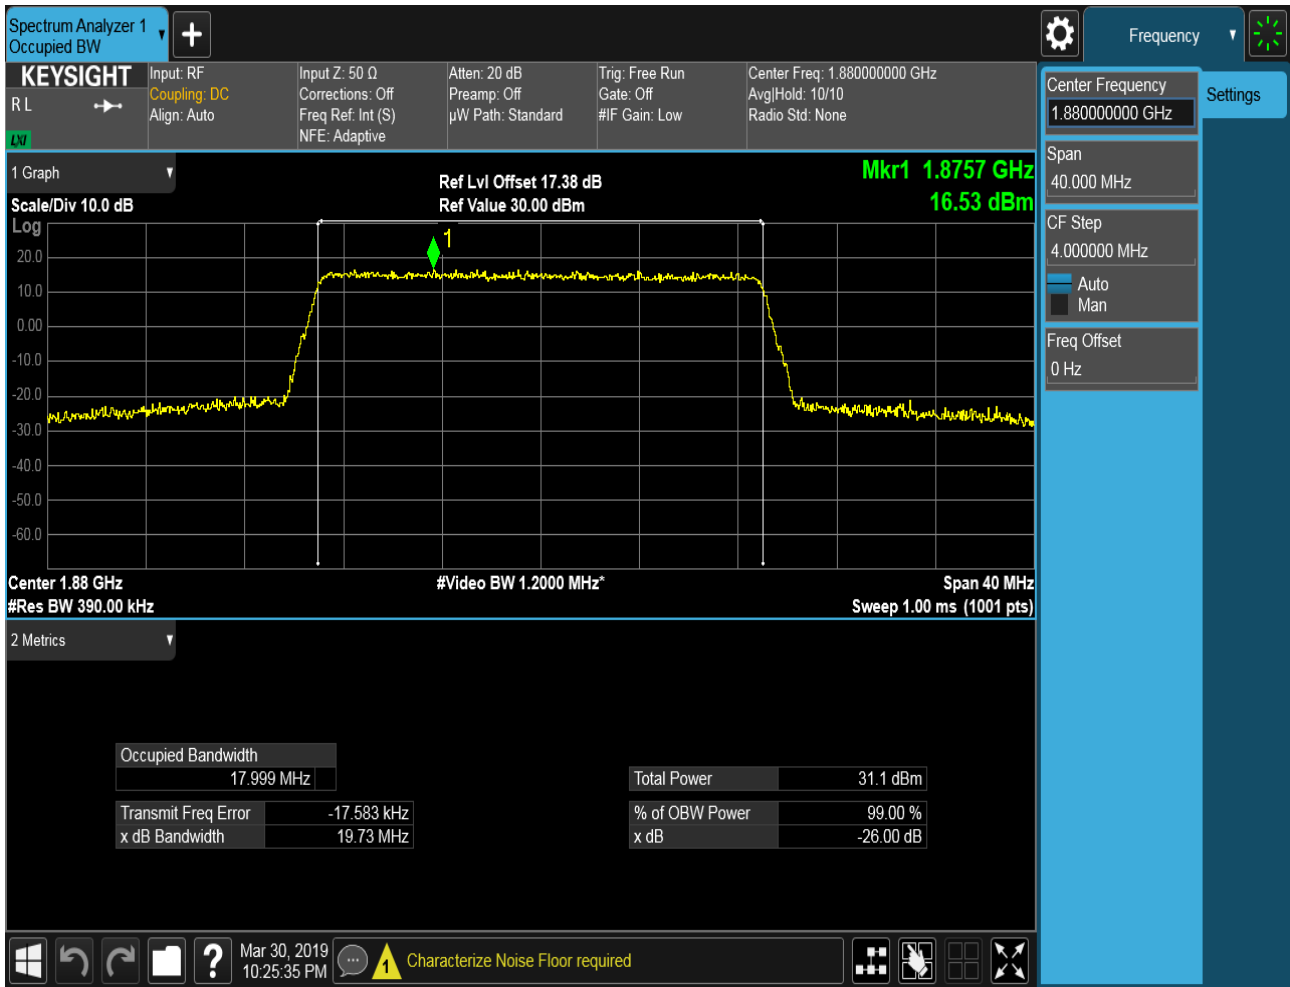 Spectrum Analyzer 1
Occupied BW
Frequency
KEYSIGHT
R L
LXI
Input: RF
Coupling: DC
Align: Auto
Input Z: 50 Ω
Corrections: Off
Freq Ref: Int (S)
NFE: Adaptive
Atten: 20 dB
Preamp: Off
µW Path: Standard
Trig: Free Run
Gate: Off
#IF Gain: Low
Center Freq: 1.880000000 GHz
Avg|Hold: 10/10
Radio Std: None
Center Frequency
1.880000000 GHz
Settings
Span
40.000 MHz
CF Step
4.000000 MHz
Auto
Man
Freq Offset
0 Hz
1 Graph
Scale/Div 10.0 dB
Ref Lvl Offset 17.38 dB
Ref Value 30.00 dBm
Mkr1 1.8757 GHz
16.53 dBm
Log
1
20.0
10.0
0.00
-10.0
-20.0
-30.0
-40.0
-50.0
-60.0
Center 1.88 GHz
#Video BW 1.2000 MHz*
Span 40 MHz
#Res BW 390.00 kHz
Sweep 1.00 ms (1001 pts)
2 Metrics
Occupied Bandwidth
17.999 MHz
Total Power 31.1 dBm
Transmit Freq Error -17.583 kHz
% of OBW Power 99.00 %
x dB Bandwidth 19.73 MHz
x dB -26.00 dB
?
Mar 30, 2019
10:25:35 PM
1
Characterize Noise Floor required